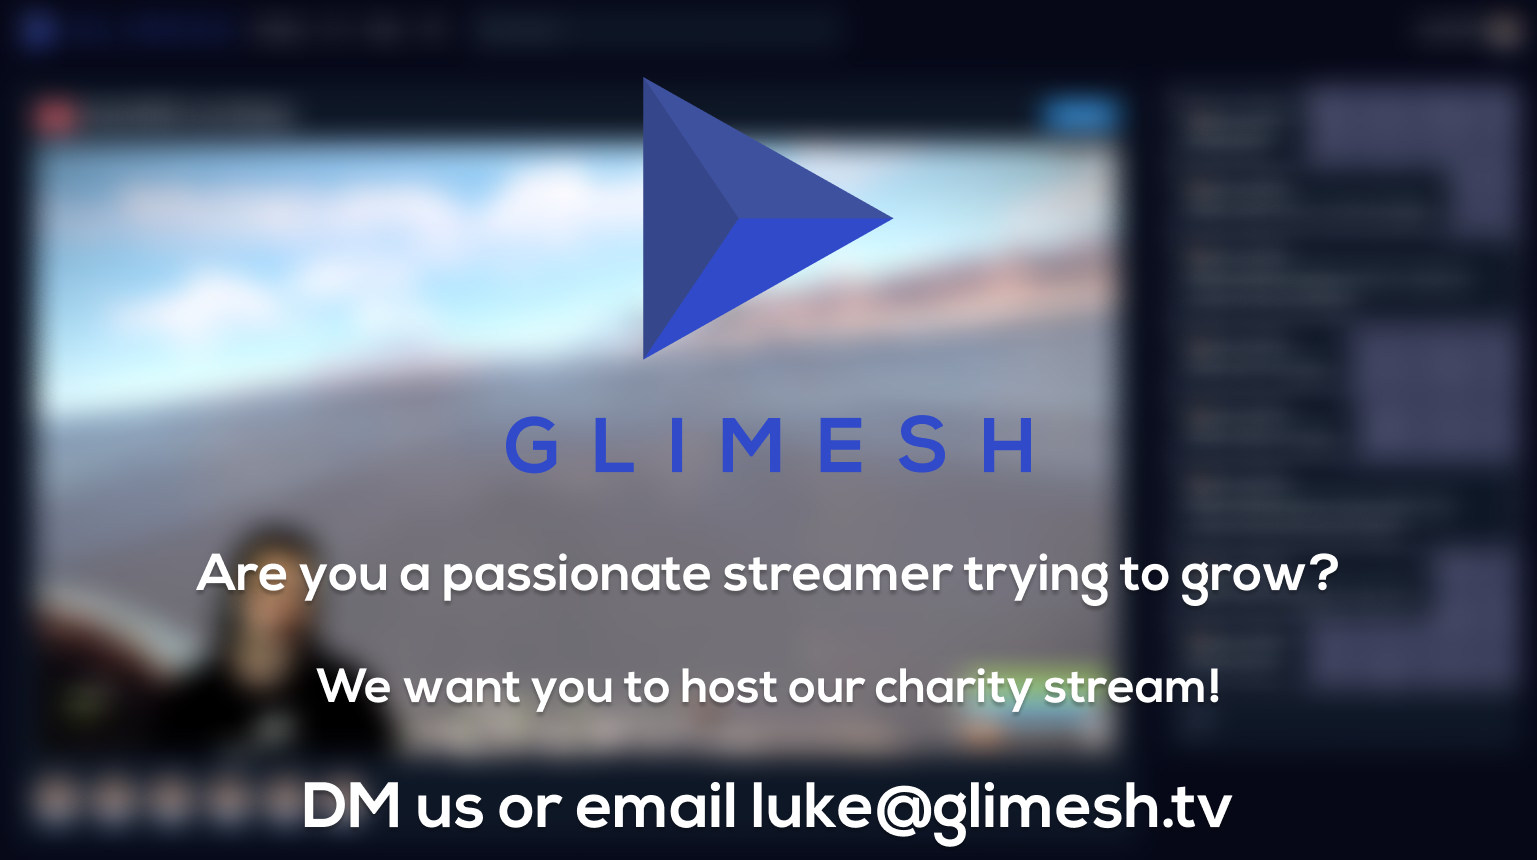 GLIMESH
Are you a passionate streamer trying to grow?
We want you to host our charity stream!
DM us or email luke@glimesh.tv